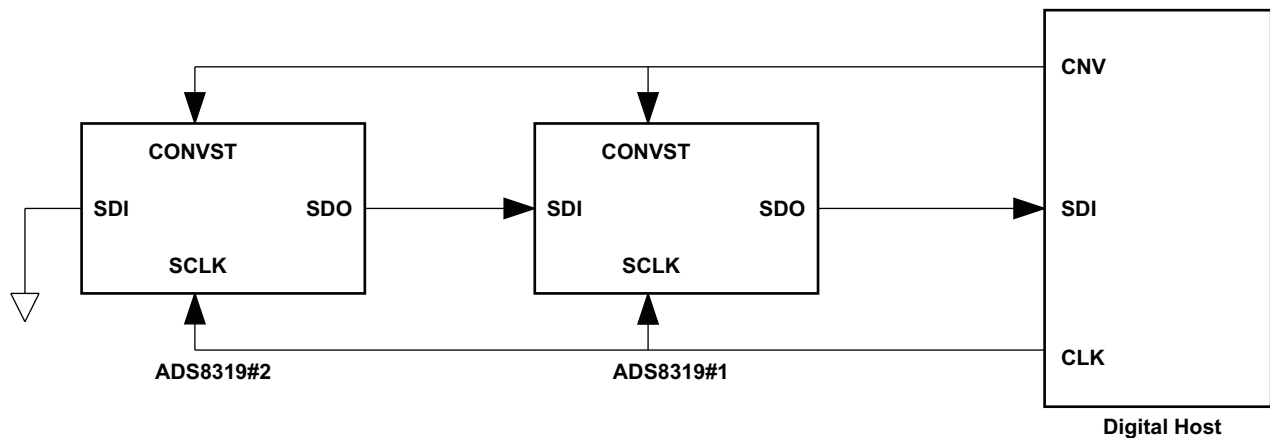 CNV
CONVST
CONVST
SDI
SDO
SDI
SDO
SDI
SCLK
SCLK
CLK
ADS8319#2
ADS8319#1
Digital Host